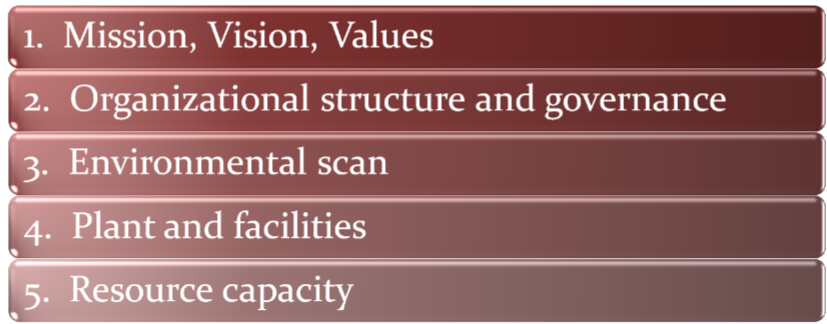 1. Mission, Vision, Values
2. Organizational structure and governance
3. Environmental scan
4. Plant and facilities
5. Resource capacity